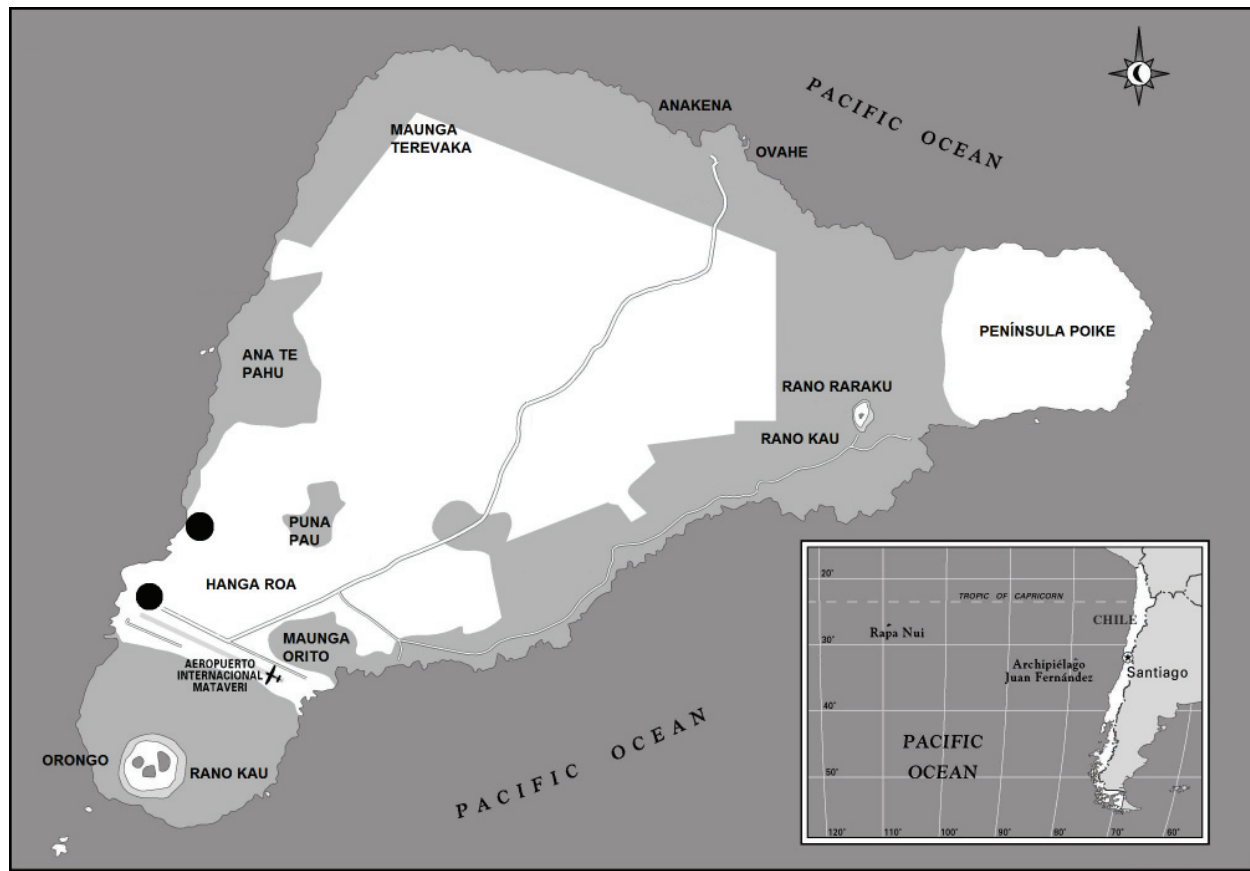 PACIFIC OCEAN
ANAKENA
OVAHE
MAUNGA
TEREVAKA
PENÍNSULA POIKE
ANA TE
PAHU
RANO RARAKU
RANO KAU
PUNA
PAU
HANGA ROA
MAUNGA
ORITO
AEROPUERTO
INTERNACIONAL
MATAVERI
ORONGO
RANO KAU
PACIFIC OCEAN
20°
TROPIC OF CAPRICORN
CHILE
Rapa Nui
30°
Archipiélago
Juan Fernández
Santiago
40°
PACIFIC
OCEAN
50°
120° 110° 100° 90° 80° 70° 60°